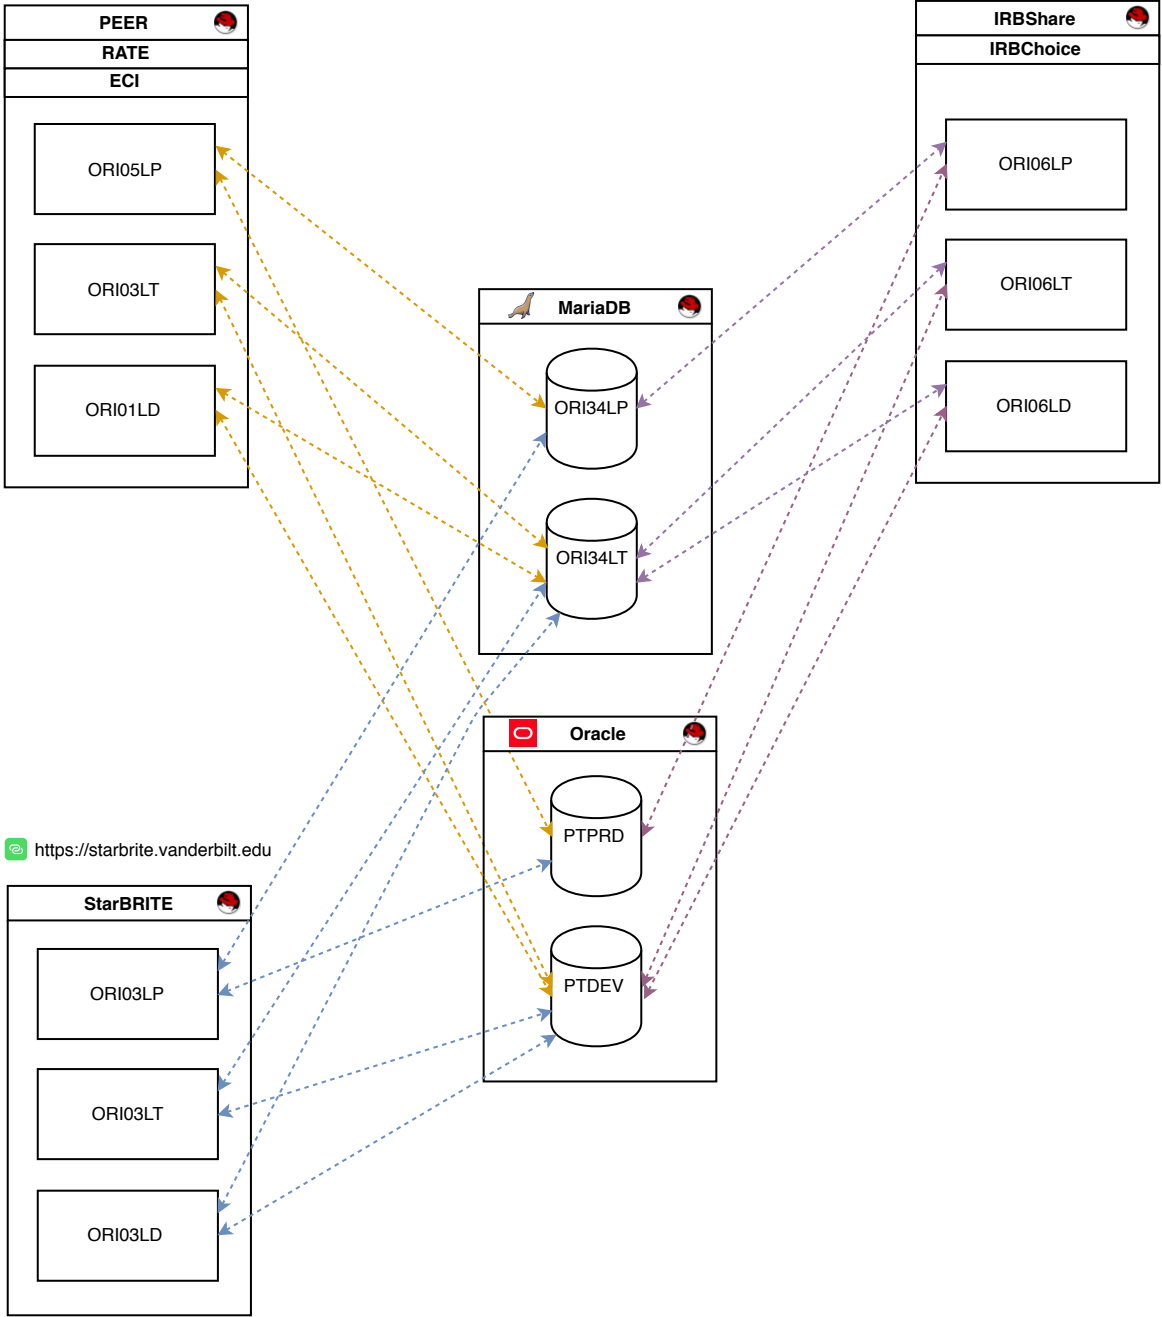 PEER
RATE
ECI
ORI05LP
ORI03LT
ORI01LD
IRBShare
IRBChoice
ORI06LP
ORI06LT
ORI06LD
MariaDB
ORI34LP
ORI34LT
Oracle
PTPRD
PTDEV
https://starbrite.vanderbilt.edu
StarBRITE
ORI03LP
ORI03LT
ORI03LD